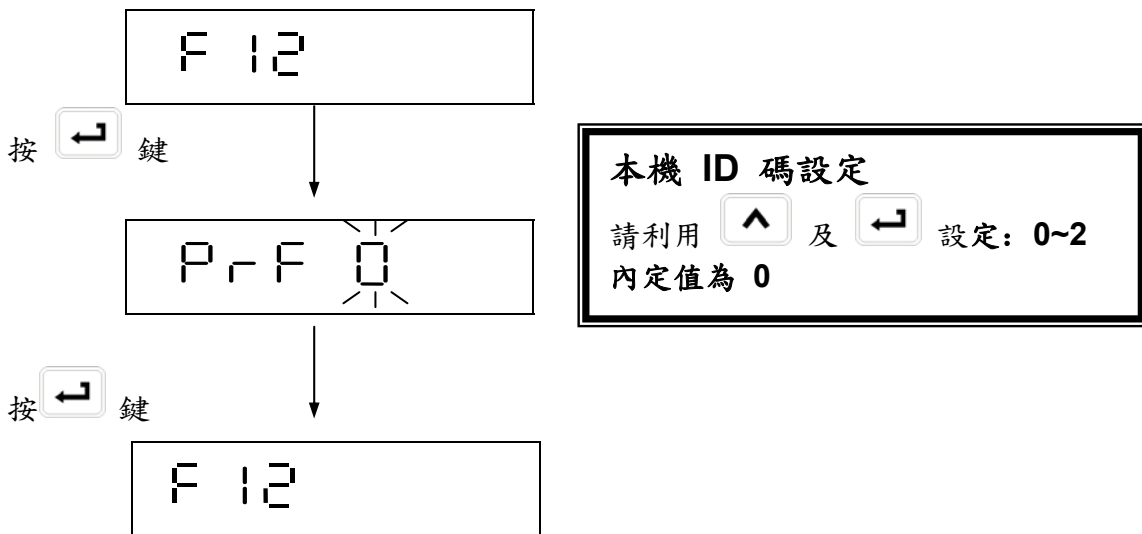 F 12
按 鍵
PrF 0
按 鍵
F 12
本機 ID 碼設定
請利用 及 設定：0~2
內定值為 0